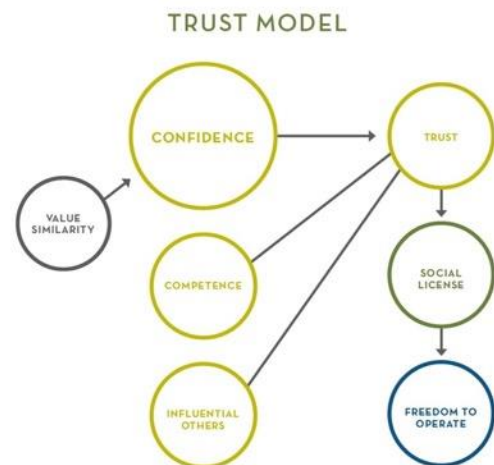 TRUST MODEL
CONFIDENCE
TRUST
VALUE
SIMILARITY
COMPETENCE
SOCIAL
LICENSE
INFLUENTIAL
OTHERS
FREEDOM TO
OPERATE